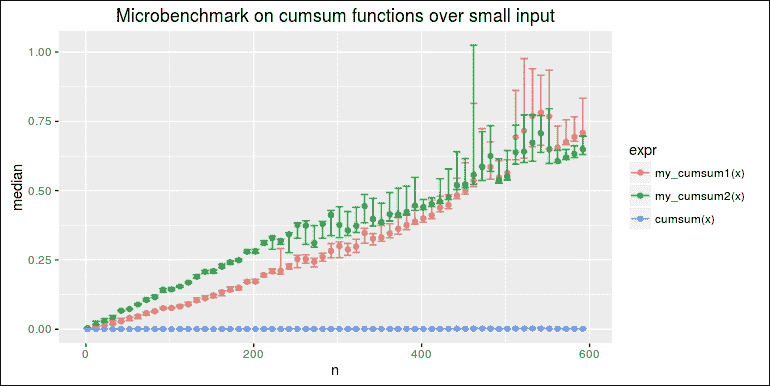 Microbenchmark on cumsum functions over small input
median
1.00
0.75
0.50
0.25
0.00
0
200
400
600
n
expr
my_cumsum1(x)
my_cumsum2(x)
cumsum(x)